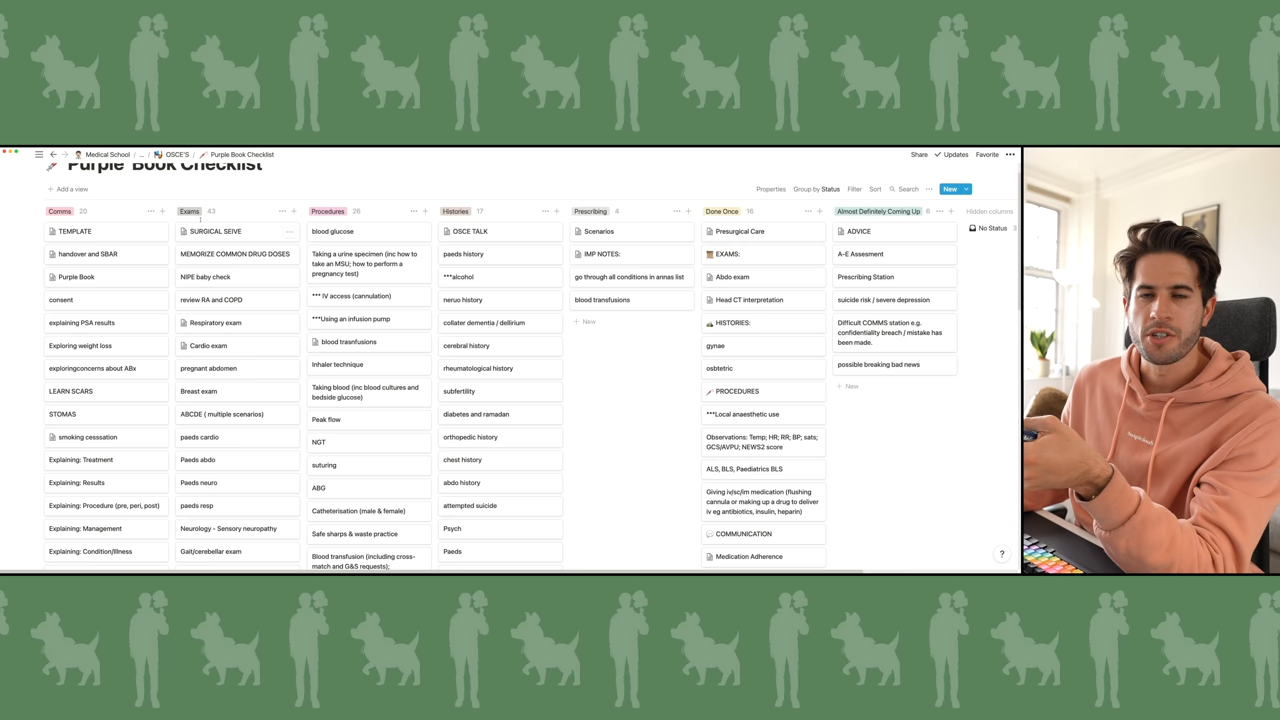 Medical School / ... / OSCE'S / Purple Book Checklist
Share Updates Favorite
Purple Book Checklist
Add a view
Properties Group by Status Filter Sort Search New
Comms 20
TEMPLATE
handover and SBAR
Purple Book
consent
explaining PSA results
Exploring weight loss
exploringconcerns about ABx
LEARN SCARS
STOMAS
smoking cesssation
Explaining: Treatment
Explaining: Results
Explaining: Procedure (pre, peri, post)
Explaining: Management
Explaining: Condition/Illness
Exams 43
SURGICAL SEIVE
MEMORIZE COMMON DRUG DOSES
NIPE baby check
review RA and COPD
Respiratory exam
Cardio exam
pregnant abdomen
Breast exam
ABCDE ( multiple scenarios)
paeds cardio
Paeds abdo
Paeds neuro
paeds resp
Neurology - Sensory neuropathy
Gait/cerebellar exam
Procedures 26
blood glucose
Taking a urine specimen (inc how to
take an MSU; how to perform a
pregnancy test)
*** IV access (cannulation)
***Using an infusion pump
blood trasnfusions
Inhaler technique
Taking blood (inc blood cultures and
bedside glucose)
Peak flow
NGT
suturing
ABG
Catheterisation (male & female)
Safe sharps & waste practice
Blood transfusion (including cross-
match and G&S requests);
Histories 17
OSCE TALK
paeds history
***alcohol
neruo history
collater dementia / dellirium
cerebral history
rheumatological history
subfertility
diabetes and ramadan
orthopedic history
chest history
abdo history
attempted suicide
Psych
Paeds
Prescribing 4
Scenarios
IMP NOTES:
go through all conditions in annas list
blood transfusions
New
Done Once 16
Presurgical Care
EXAMS:
Abdo exam
Head CT interpretation
HISTORIES:
gynae
osbtetric
PROCEDURES
***Local anaesthetic use
Observations: Temp; HR; RR; BP; sats;
GCS/AVPU; NEWS2 score
ALS, BLS, Paediatrics BLS
Giving iv/sc/im medication (flushing
cannula or making up a drug to deliver
iv eg antibiotics, insulin, heparin)
COMMUNICATION
Medication Adherence
Almost Definitely Coming Up 6
ADVICE
A-E Assesment
Prescribing Station
suicide risk / severe depression
Difficult COMMS station e.g.
confidentiality breach / mistake has
been made.
possible breaking bad news
New
Hidden columns
No Status 3
?